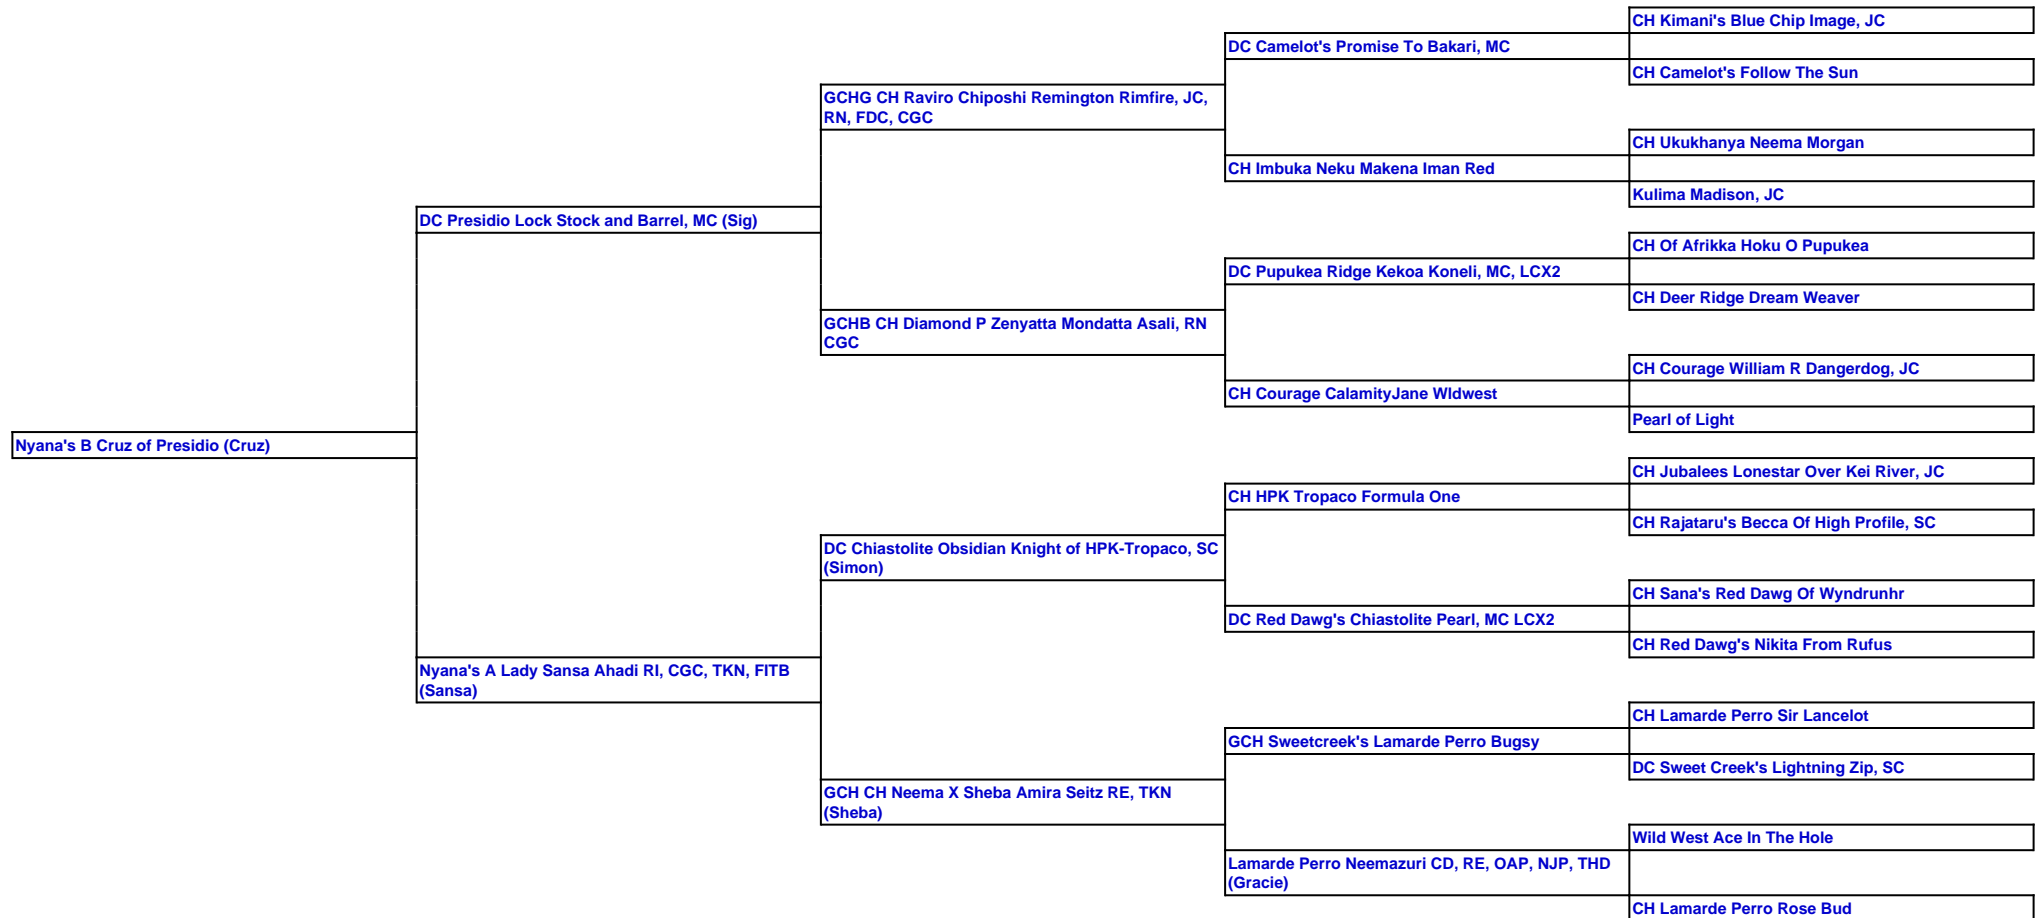 CH Kimani's Blue Chip Image, JC
DC Camelot's Promise To Bakari, MC
CH Camelot's Follow The Sun
GCHG CH Raviro Chiposhi Remington Rimfire, JC,
RN, FDC, CGC
CH Ukukhanya Neema Morgan
CH Imbuka Neku Makena Iman Red
Kulima Madison, JC
DC Presidio Lock Stock and Barrel, MC (Sig)
CH Of Afrikka Hoku O Pupukea
DC Pupukea Ridge Kekoa Koneli, MC, LCX2
CH Deer Ridge Dream Weaver
GCHB CH Diamond P Zenyatta Mondatta Asali, RN
CGC
CH Courage William R Dangerdog, JC
CH Courage CalamityJane Wldwest
Pearl of Light
Nyana's B Cruz of Presidio (Cruz)
CH Jubalees Lonestar Over Kei River, JC
CH HPK Tropaco Formula One
CH Rajataru's Becca Of High Profile, SC
DC Chiastolite Obsidian Knight of HPK-Tropaco, SC
(Simon)
CH Sana's Red Dawg Of Wyndrunhr
DC Red Dawg's Chiastolite Pearl, MC LCX2
CH Red Dawg's Nikita From Rufus
Nyana's A Lady Sansa Ahadi RI, CGC, TKN, FITB
(Sansa)
CH Lamarde Perro Sir Lancelot
GCH Sweetcreek's Lamarde Perro Bugsy
DC Sweet Creek's Lightning Zip, SC
GCH CH Neema X Sheba Amira Seitz RE, TKN
(Sheba)
Wild West Ace In The Hole
Lamarde Perro Neemazuri CD, RE, OAP, NJP, THD
(Gracie)
CH Lamarde Perro Rose Bud